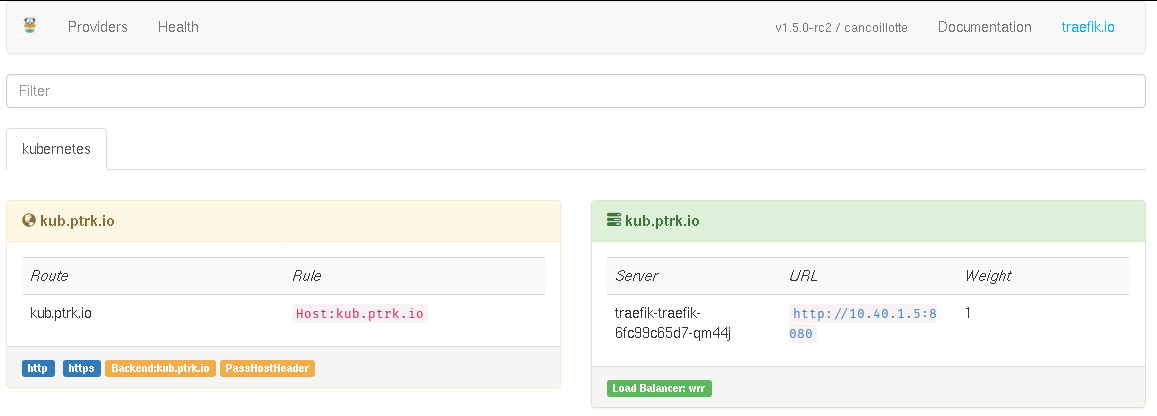 Providers Health v1.5.0-rc2 / cancoillotte Documentation traefik.io
Filter
kubernetes
kub.ptrk.io
Route Rule
kub.ptrk.io Host:kub.ptrk.io
http https Backend:kub.ptrk.io PassHostHeader
kub.ptrk.io
Server URL Weight
traefik-traefik- http://10.40.1.5:8 1
6fc99c65d7-qm44j 080
Load Balancer: wrr